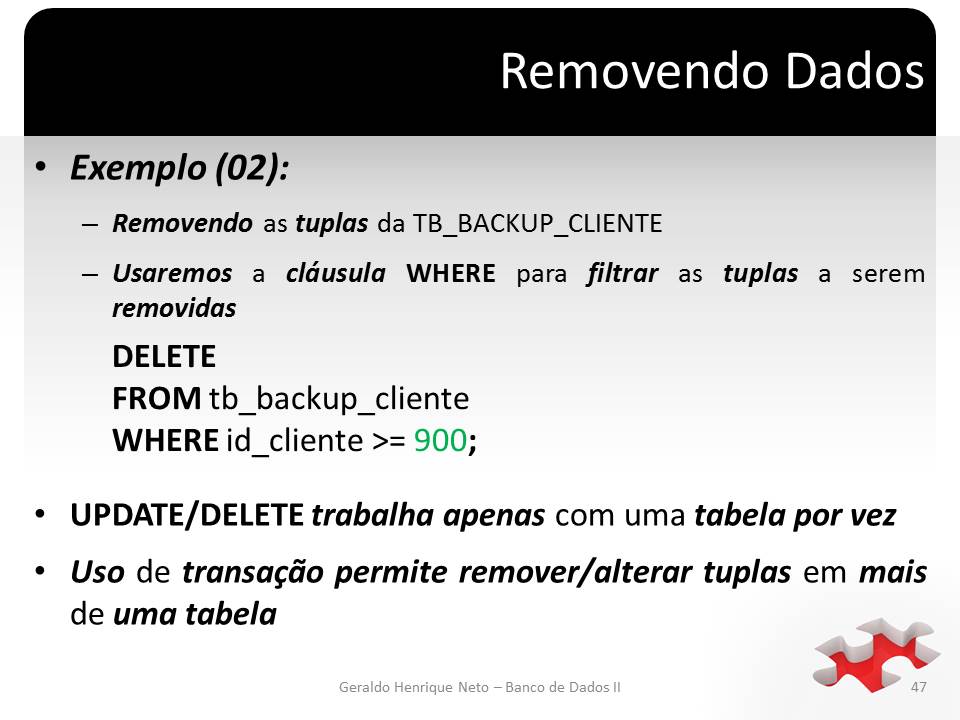 Removendo Dados
• Exemplo (02):
– Removendo as tuplas da TB_BACKUP_CLIENTE
– Usaremos a cláusula WHERE para filtrar as tuplas a serem
removidas
DELETE
FROM tb_backup_cliente
WHERE id_cliente >= 900;
• UPDATE/DELETE trabalha apenas com uma tabela por vez
• Uso de transação permite remover/alterar tuplas em mais
de uma tabela
Geraldo Henrique Neto – Banco de Dados II
47